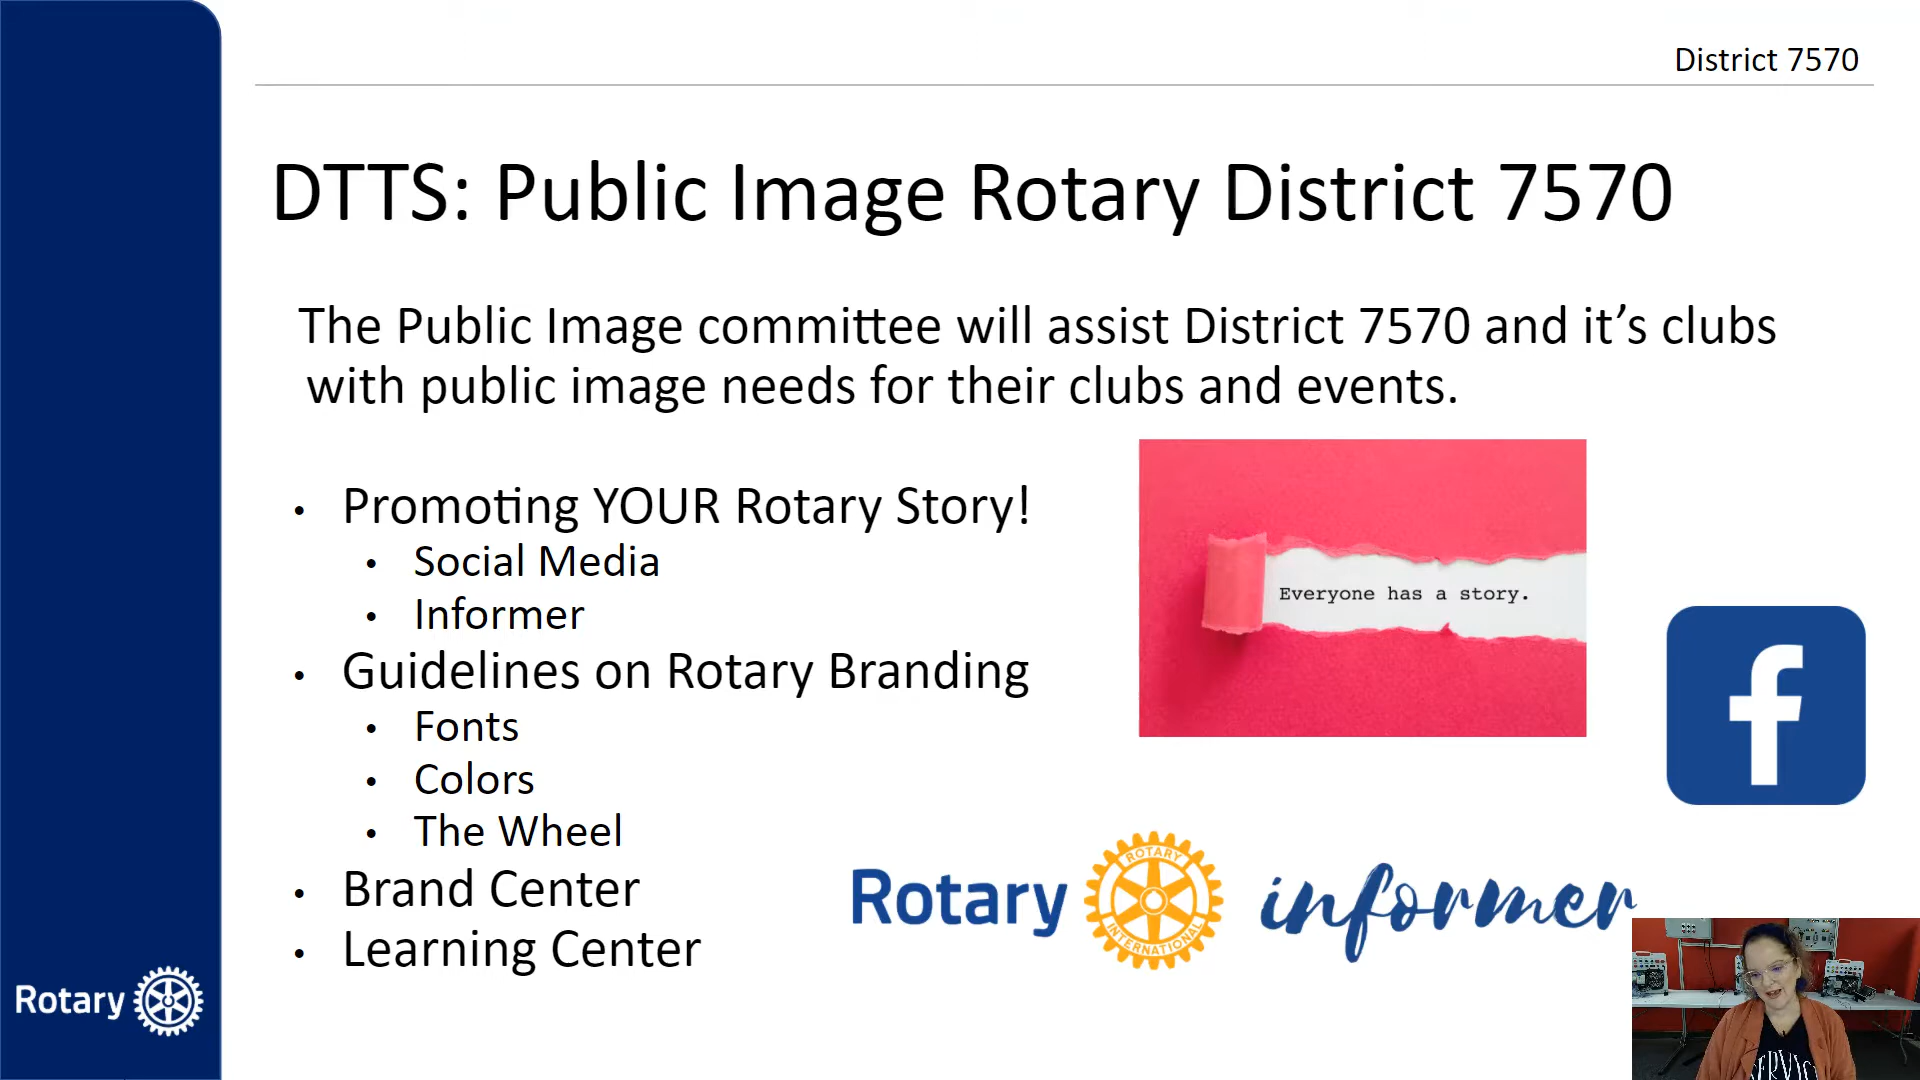 District 7570
DTTS: Public Image Rotary District 7570
The Public Image committee will assist District 7570 and it’s clubs
with public image needs for their clubs and events.
• Promoting YOUR Rotary Story!
• Social Media
• Informer
• Guidelines on Rotary Branding
• Fonts
• Colors
• The Wheel
• Brand Center
• Learning Center
Everyone has a story.
f
Rotary
ROTARY
INTERNATIONAL
informer
Rotary